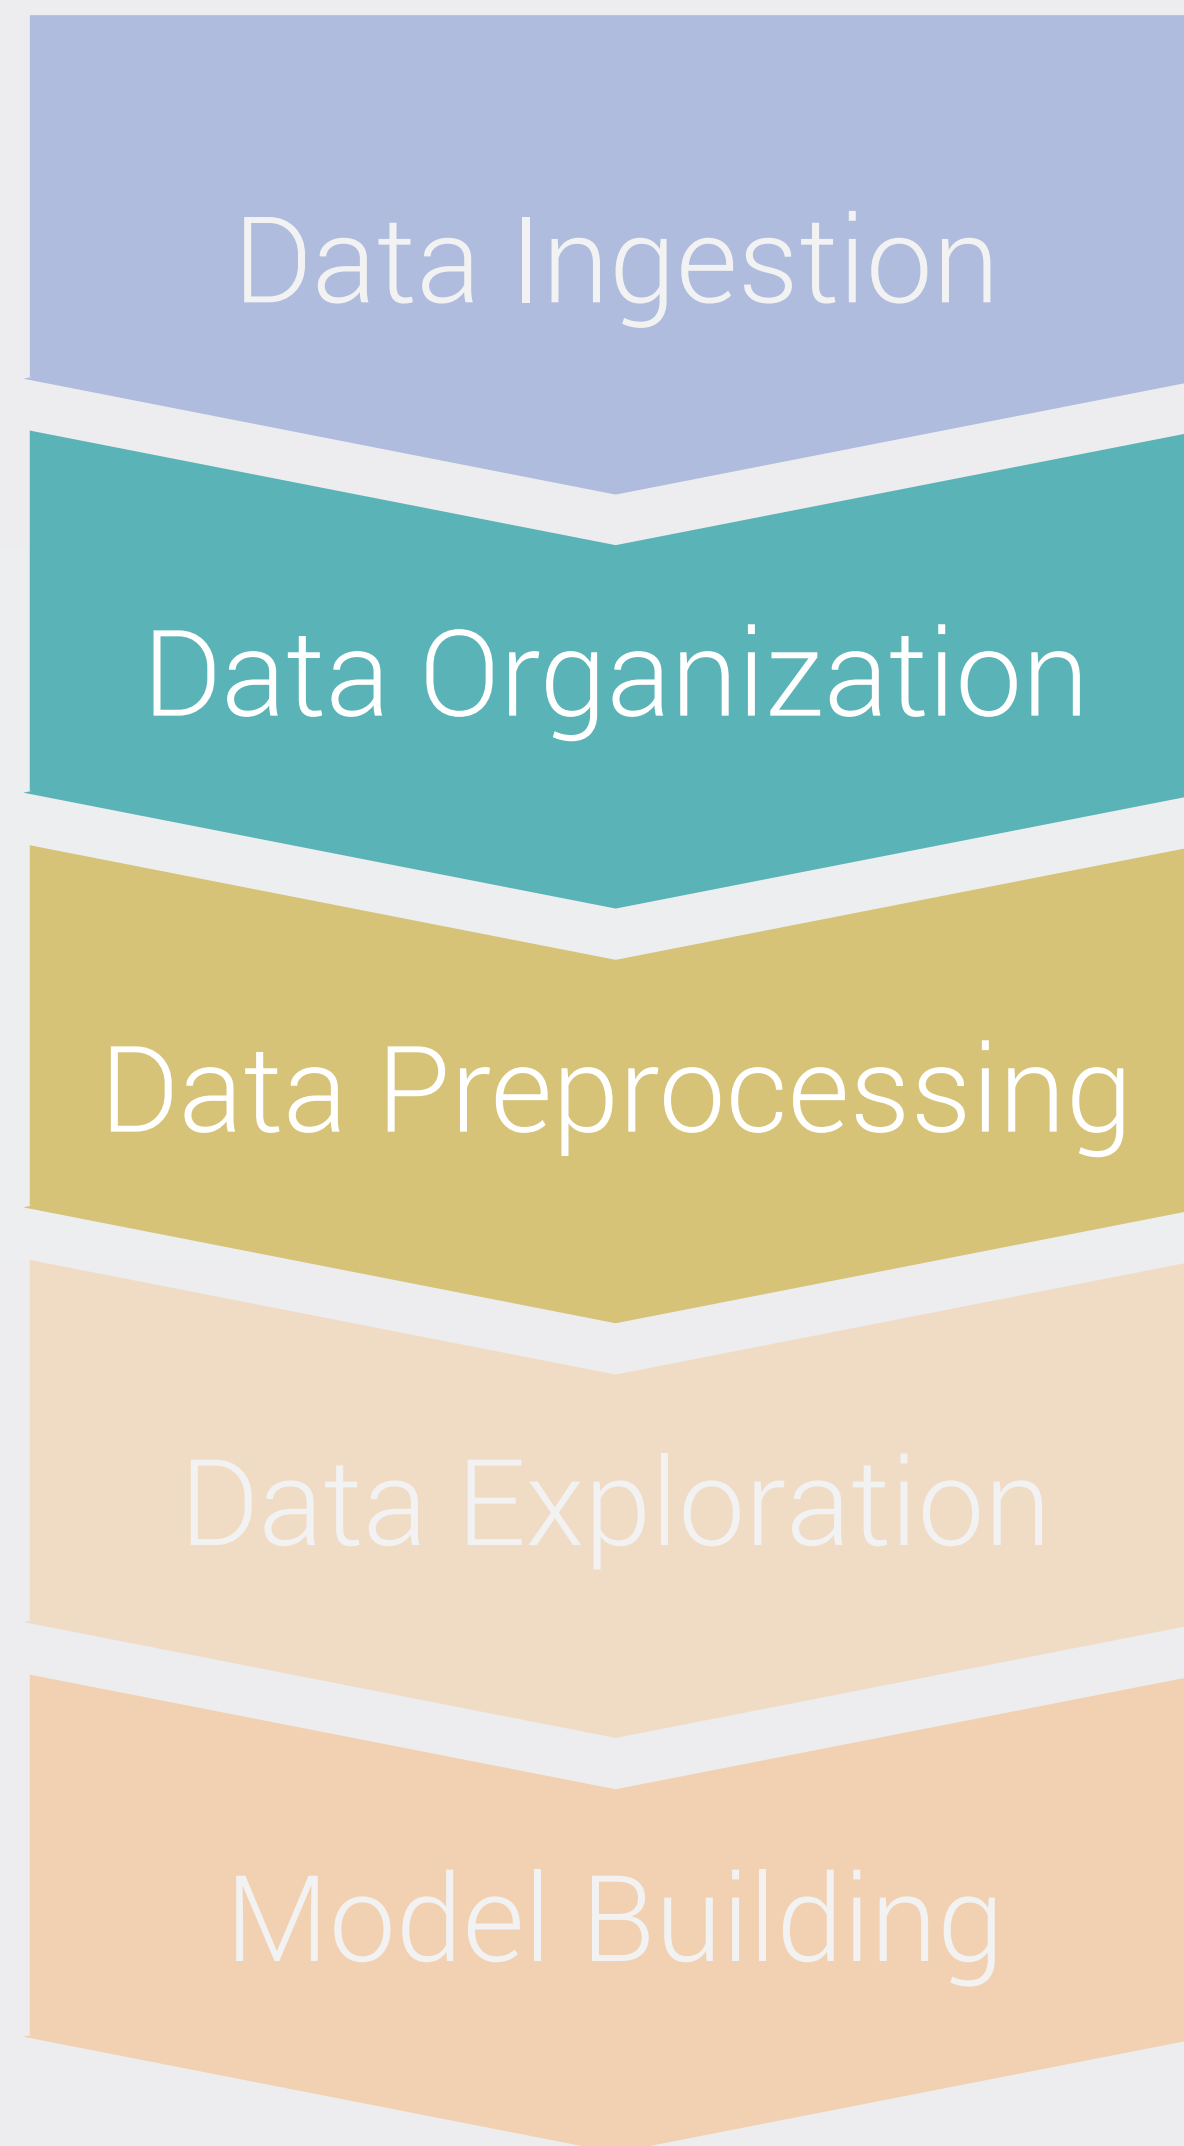 Data Ingestion
Data Organization
Data Preprocessing
Data Exploration
Model Building